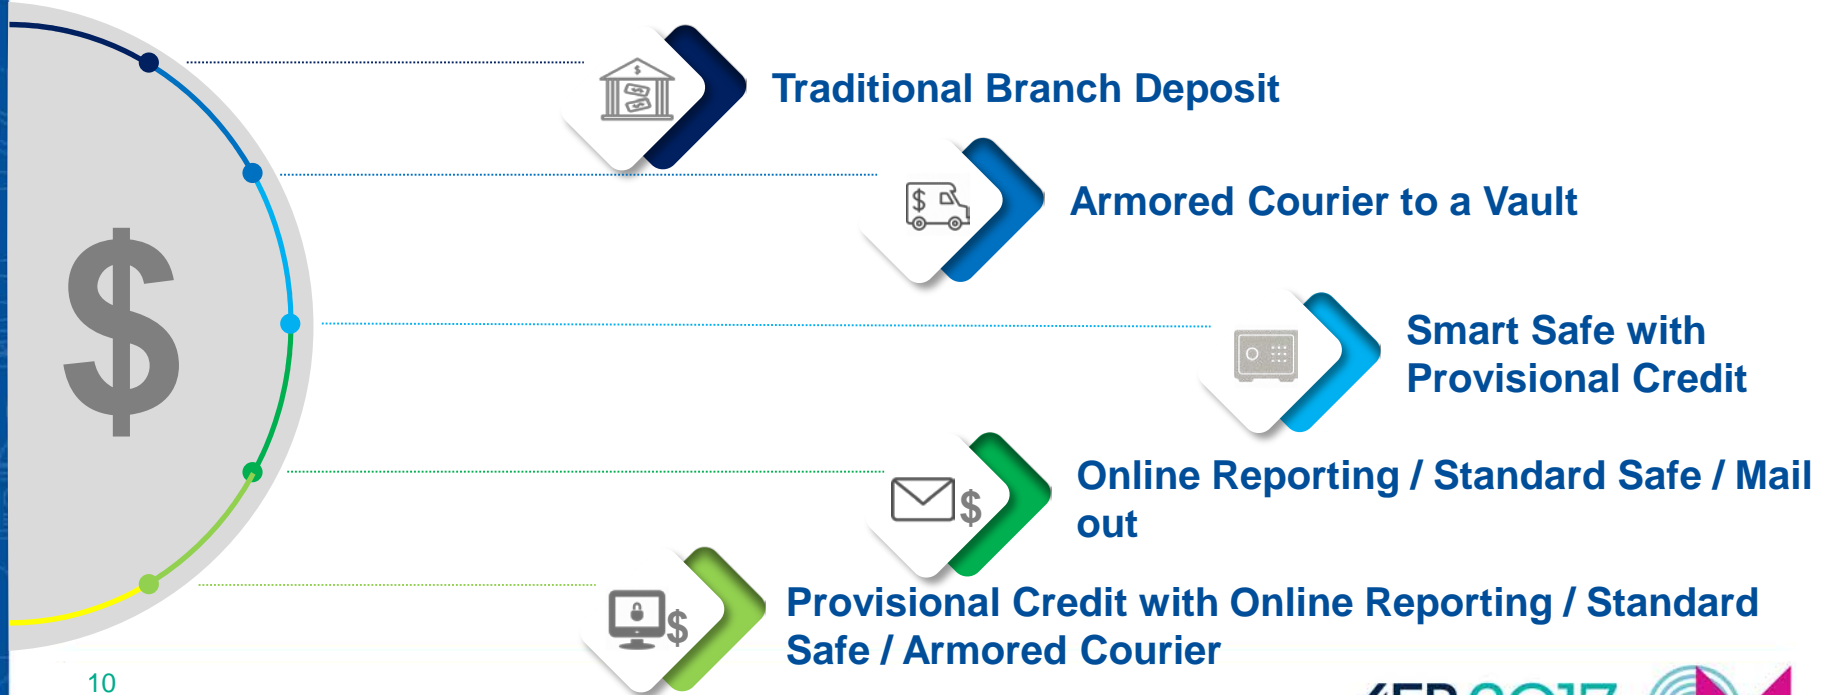 $
Traditional Branch Deposit
$
Armored Courier to a Vault
Smart Safe with
Provisional Credit
Online Reporting / Standard Safe / Mail
out
$
Provisional Credit with Online Reporting / Standard
Safe / Armored Courier
$
$
10
2017